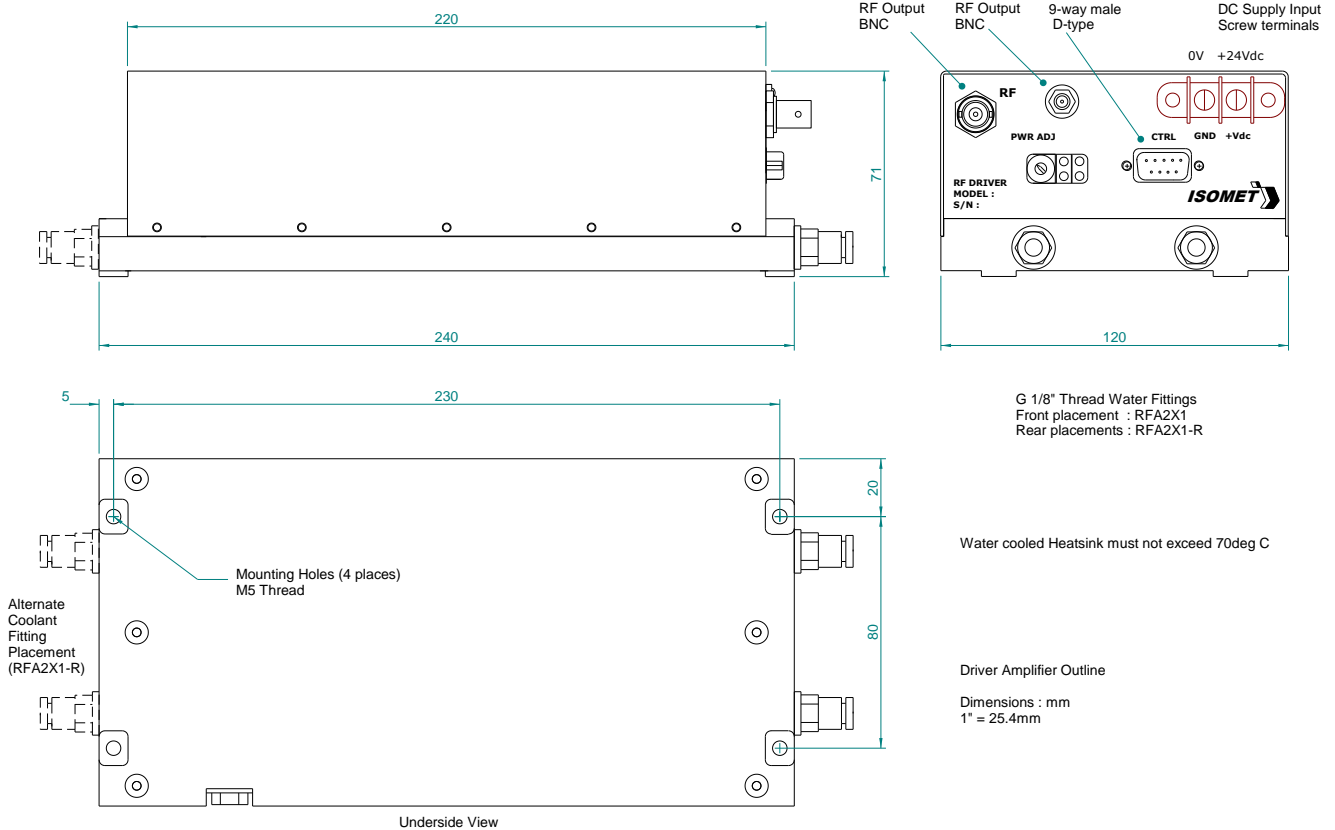 220
71
240
RF Output
BNC
RF Output
BNC
9-way male
D-type
DC Supply Input
Screw terminals
0V +24Vdc
RF
PWR ADJ
CTRL GND +Vdc
RF DRIVER
MODEL :
S/N :
ISOMET
120
5
230
20
80
Mounting Holes (4 places)
M5 Thread
Alternate
Coolant
Fitting
Placement
(RFA2X1-R)
Underside View
G 1/8" Thread Water Fittings
Front placement : RFA2X1
Rear placements : RFA2X1-R
Water cooled Heatsink must not exceed 70deg C
Driver Amplifier Outline
Dimensions : mm
1" = 25.4mm